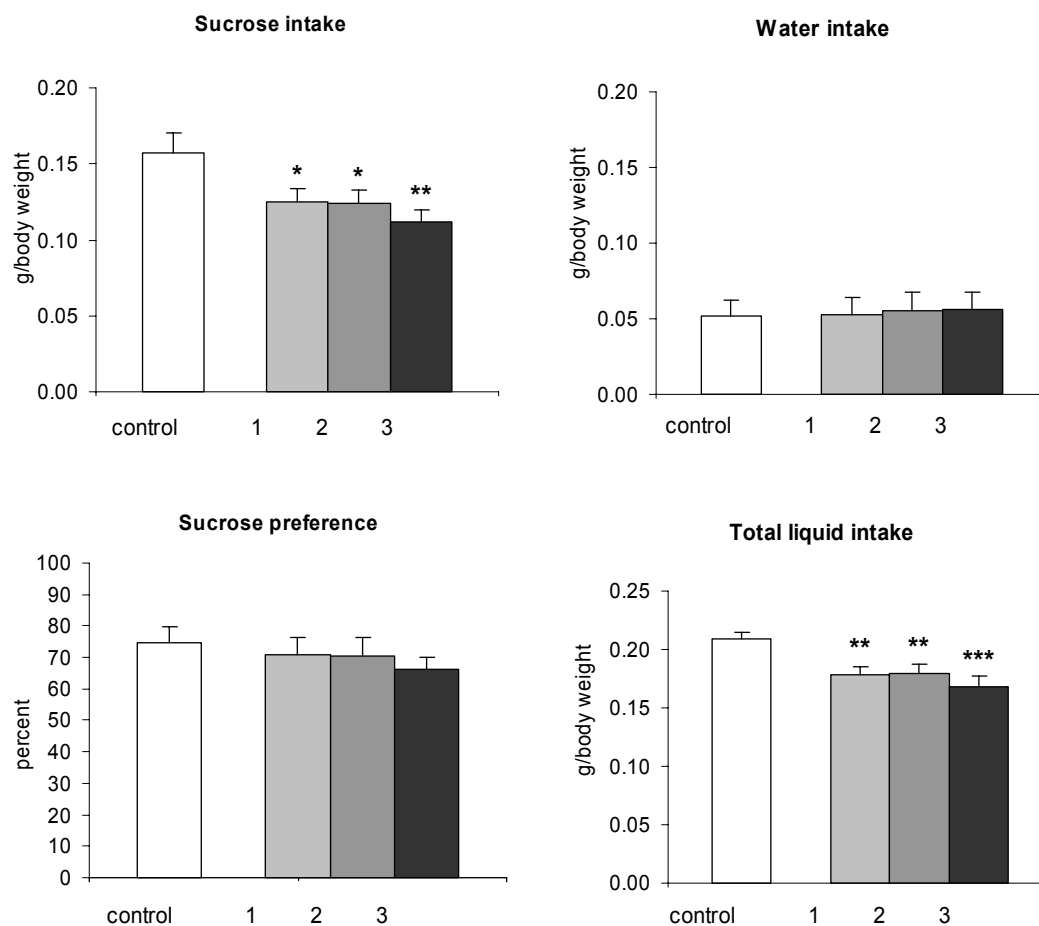 Sucrose intake
g/body weight
0.20
0.15
0.10
0.05
0.00
*
*
**
control 1 2 3
Water intake
g/body weight
0.20
0.15
0.10
0.05
0.00
control 1 2 3
Sucrose preference
percent
100
90
80
70
60
50
40
30
20
10
0
control 1 2 3
Total liquid intake
g/body weight
0.25
0.20
0.15
0.10
0.05
0.00
**
**
***
control 1 2 3